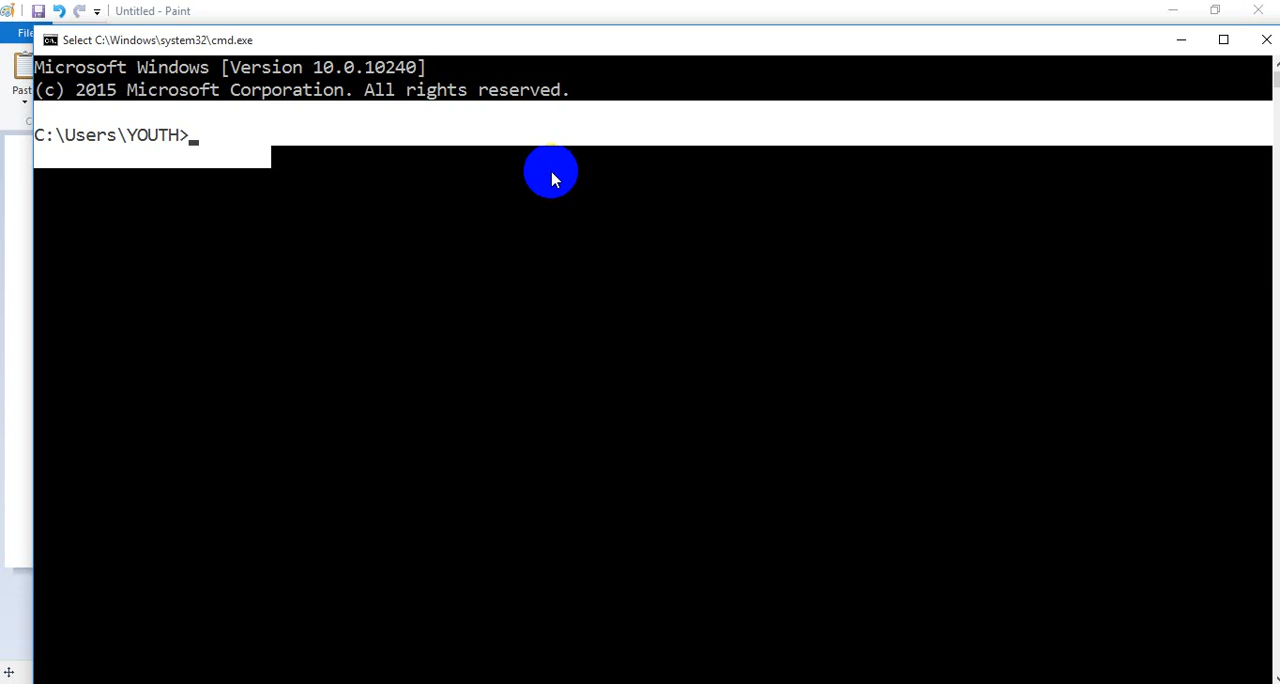 Untitled - Paint
File
Select C:\Windows\system32\cmd.exe
Microsoft Windows [Version 10.0.10240]
(c) 2015 Microsoft Corporation. All rights reserved.
C:\Users\YOUTH>_